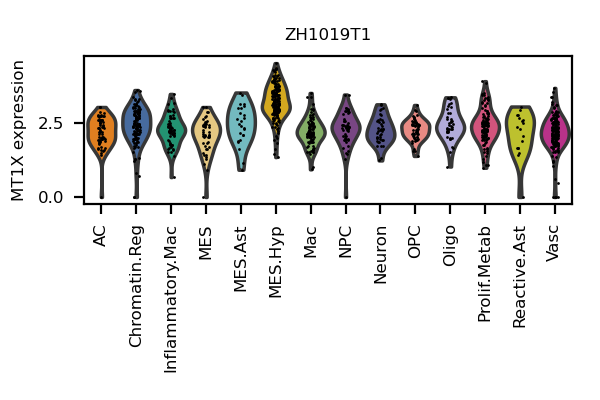 ZH1019T1
MT1X expression
2.5
0.0
AC
Chromatin.Reg
Inflammatory.Mac
MES
MES.Ast
MES.Hyp
Mac
NPC
Neuron
OPC
Oligo
Prolif.Metab
Reactive.Ast
Vasc